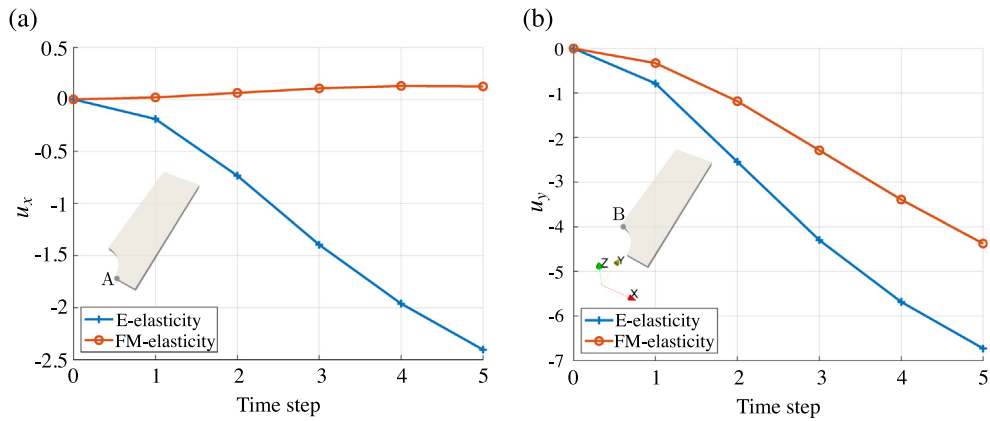 (a)
0.5
0
-0.5
-1
-1.5
-2
-2.5
u_x
A
E-elasticity
FM-elasticity
0 1 2 3 4 5
Time step
(b)
0
-1
-2
-3
-4
-5
-6
-7
u_y
B
Z Y
X
E-elasticity
FM-elasticity
0 1 2 3 4 5
Time step